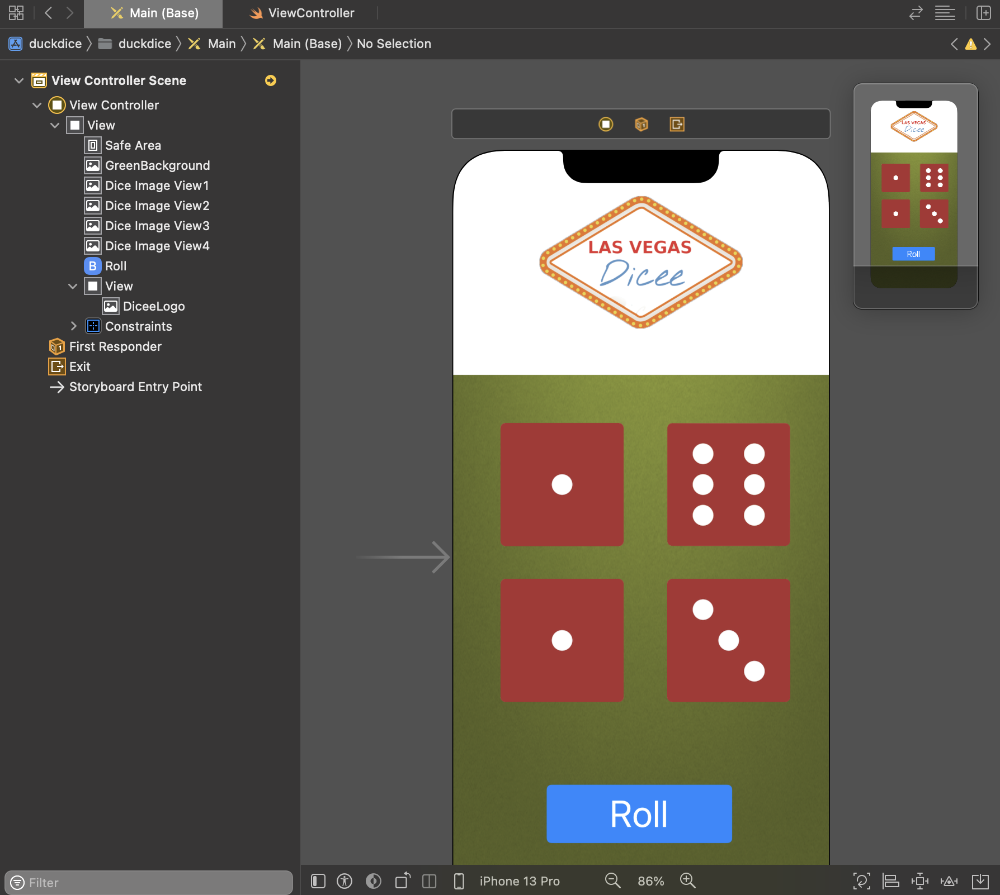 Main (Base)
ViewController
duckdice
duckdice
Main
Main (Base)
No Selection
View Controller Scene
View Controller
View
Safe Area
GreenBackground
Dice Image View1
Dice Image View2
Dice Image View3
Dice Image View4
B Roll
View
DiceeLogo
Constraints
First Responder
Exit
Storyboard Entry Point
Filter
LAS VEGAS
Dicee
Roll
LAS VEGAS
Dicee
Roll
iPhone 13 Pro
86%